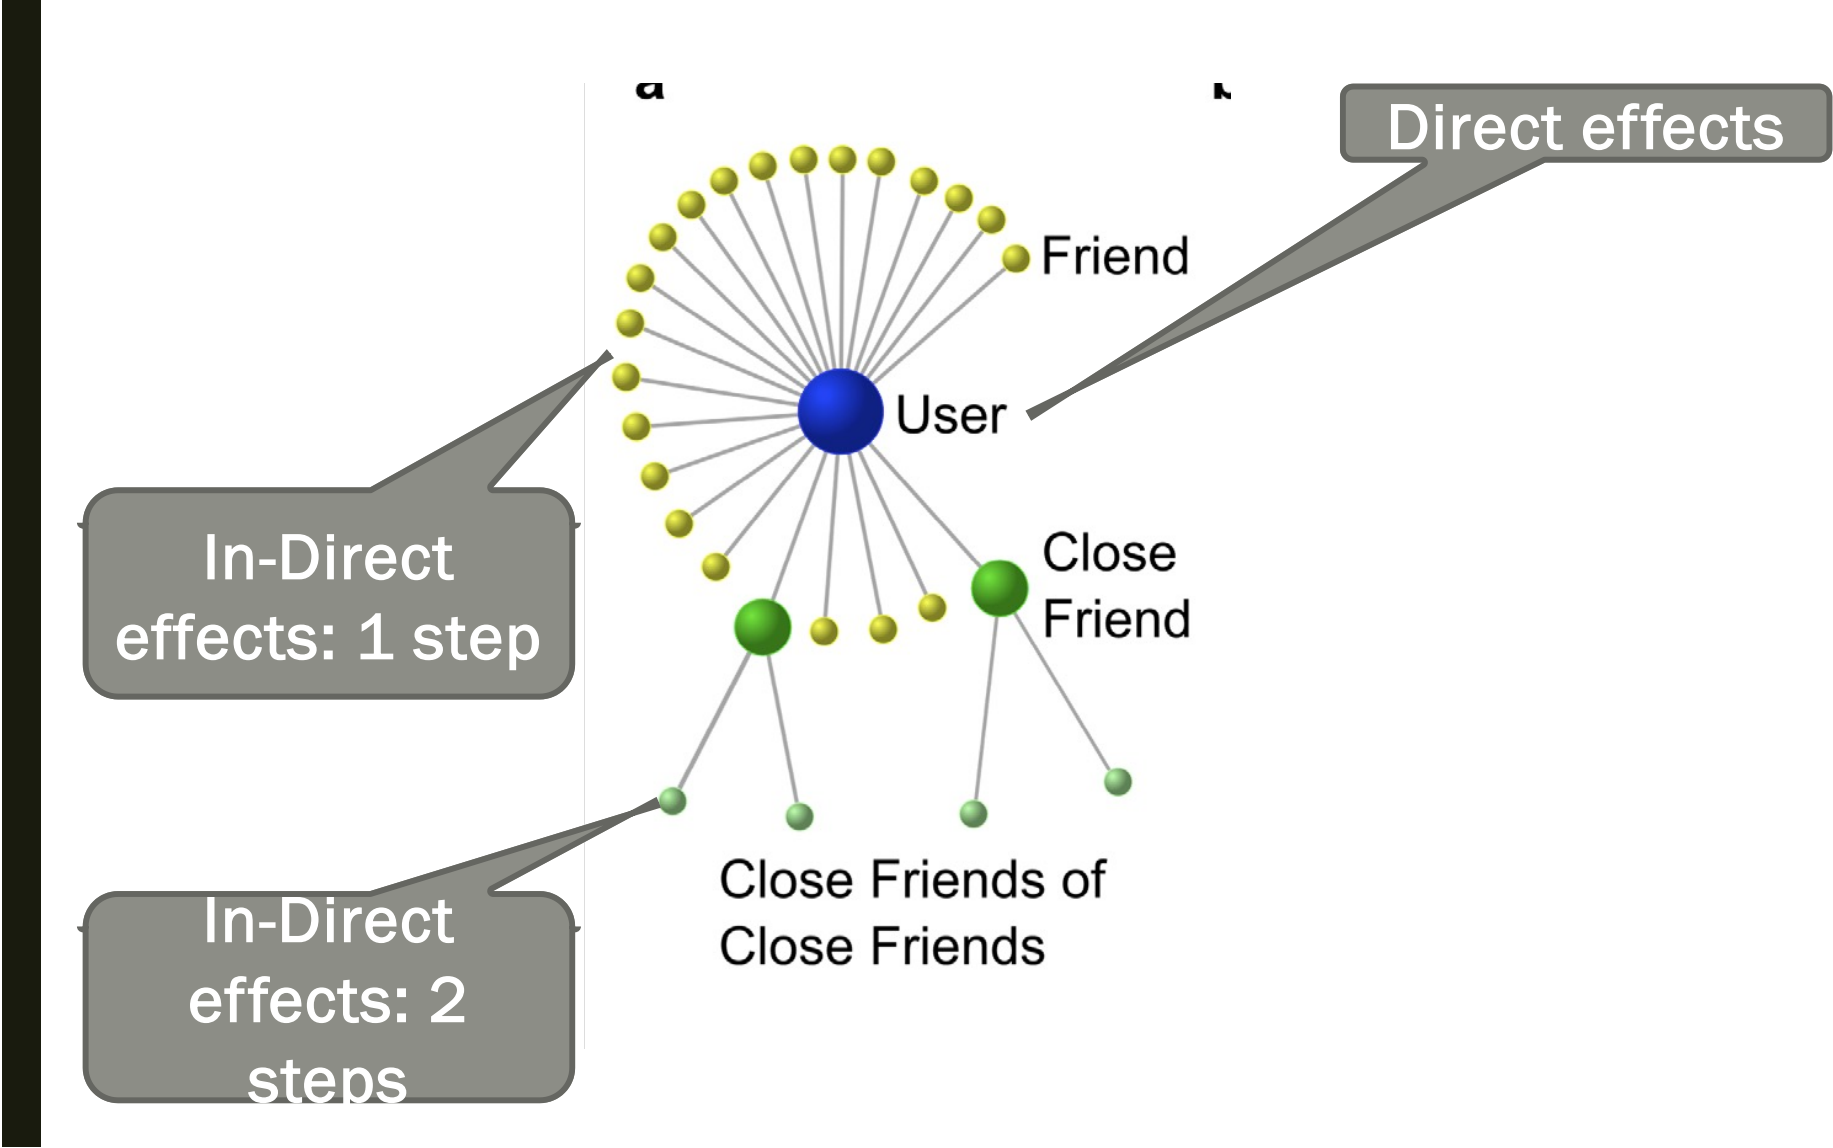 a
b
Direct effects
Friend
User
In-Direct
effects: 1 step
Close
Friend
Close Friends of
Close Friends
In-Direct
effects: 2
steps